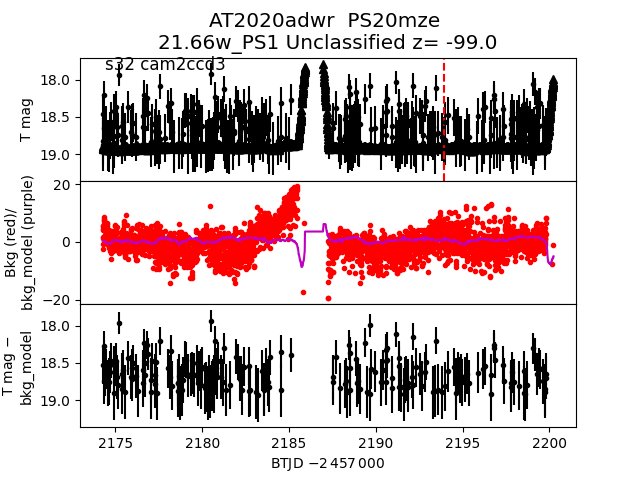 AT2020adwr PS20mze
21.66w_PS1 Unclassified z= -99.0
s32 cam2ccd3
18.0
18.5
19.0
T mag
20
0
−20
Bkg (red)/
bkg_model (purple)
18.0
18.5
19.0
T mag −
bkg_model
2175 2180 2185 2190 2195 2200
BTJD −2 457 000